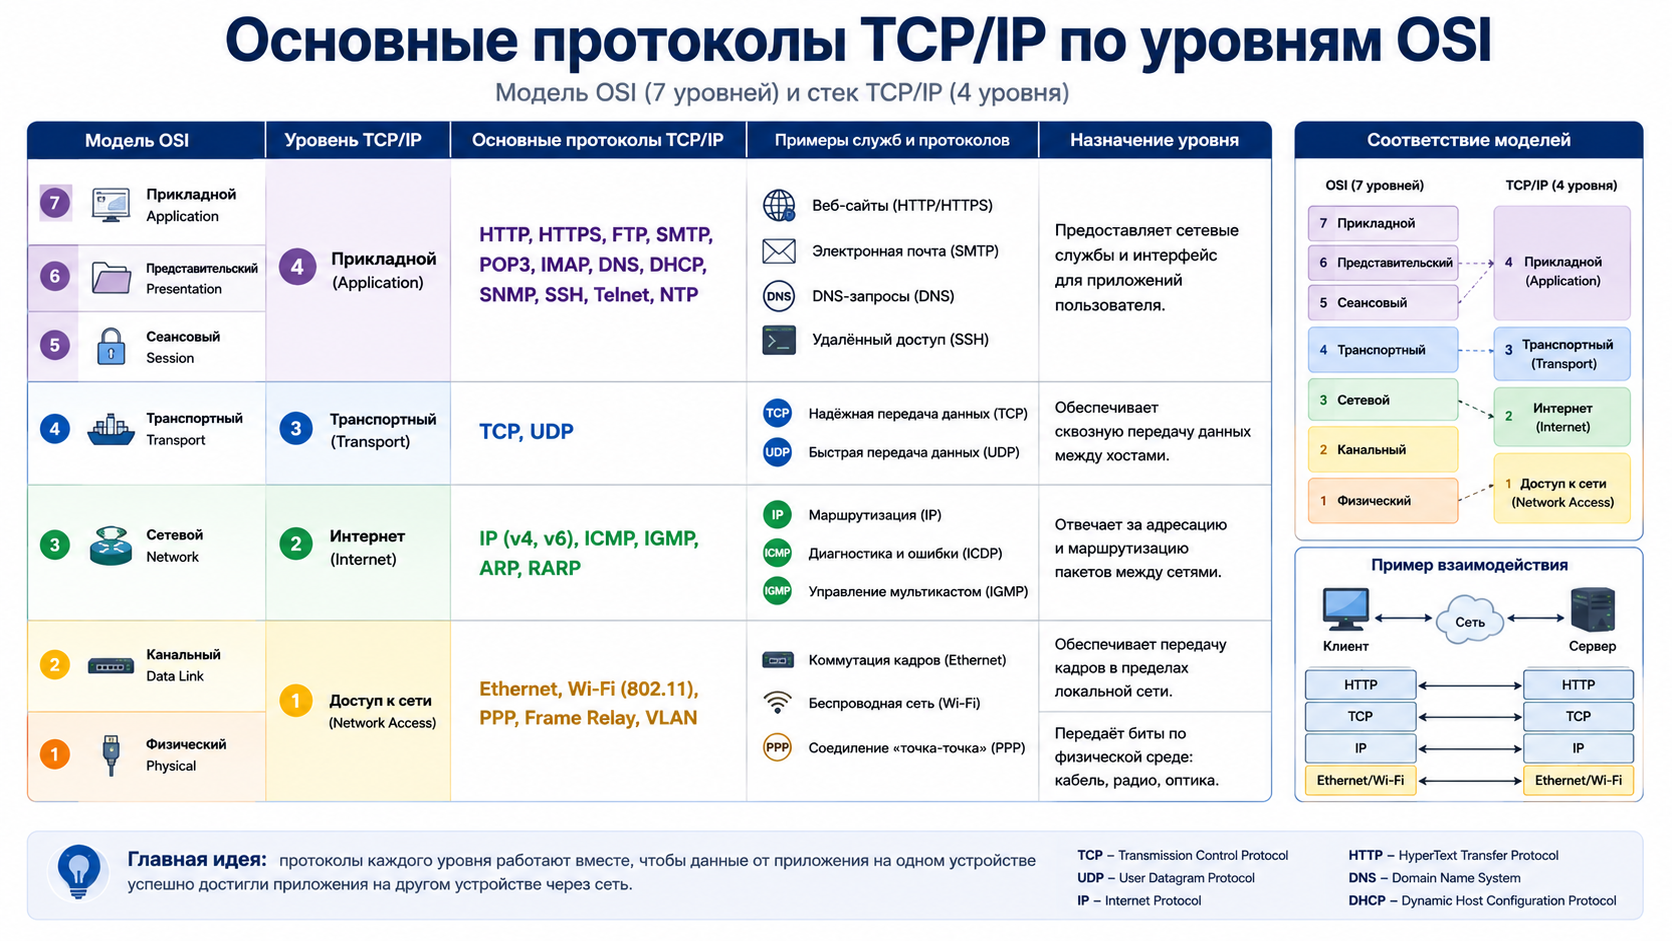 Основные протоколы TCP/IP по уровням OSI
Модель OSI (7 уровней) и стек TCP/IP (4 уровня)
Модель OSI
Уровень TCP/IP
Основные протоколы TCP/IP
Примеры служб и протоколов
Назначение уровня
7
Прикладной
Application
6
Представительский
Presentation
5
Сеансовый
Session
4
Прикладной
(Application)
HTTP, HTTPS, FTP, SMTP,
POP3, IMAP, DNS, DHCP,
SNMP, SSH, Telnet, NTP
Веб-сайты (HTTP/HTTPS)
Электронная почта (SMTP)
DNS
DNS-запросы (DNS)
Удалённый доступ (SSH)
Предоставляет сетевые
службы и интерфейс
для приложений
пользователя.
4
Транспортный
Transport
3
Транспортный
(Transport)
TCP, UDP
TCP
Надёжная передача данных (TCP)
UDP
Быстрая передача данных (UDP)
Обеспечивает
сквозную передачу данных
между хостами.
3
Сетевой
Network
2
Интернет
(Internet)
IP (v4, v6), ICMP, IGMP,
ARP, RARP
IP
Маршрутизация (IP)
ICMP
Диагностика и ошибки (ICDP)
IGMP
Управление мультикастом (IGMP)
Отвечает за адресацию
и маршрутизацию
пакетов между сетями.
2
Канальный
Data Link
1
Физический
Physical
1
Доступ к сети
(Network Access)
Ethernet, Wi-Fi (802.11),
PPP, Frame Relay, VLAN
Коммутация кадров (Ethernet)
Беспроводная сеть (Wi-Fi)
PPP
Соедиление «точка-точка» (PPP)
Обеспечивает передачу
кадров в пределах
локальной сети.
Передаёт биты по
физической среде:
кабель, радио, оптика.
Соответствие моделей
OSI (7 уровней)
TCP/IP (4 уровня)
7 Прикладной
6 Представительский
5 Сеансовый
4 Транспортный
3 Сетевой
2 Канальный
1 Физический
4 Прикладной
(Application)
3 Транспортный
(Transport)
2 Интернет
(Internet)
1 Доступ к сети
(Network Access)
Пример взаимодействия
Клиент
Сеть
Сервер
HTTP HTTP
TCP TCP
IP IP
Ethernet/Wi-Fi Ethernet/Wi-Fi
Главная идея: протоколы каждого уровня работают вместе, чтобы данные от приложения на одном устройстве
успешно достигли приложения на другом устройстве через сеть.
TCP – Transmission Control Protocol
UDP – User Datagram Protocol
IP – Internet Protocol
HTTP – HyperText Transfer Protocol
DNS – Domain Name System
DHCP – Dynamic Host Configuration Protocol